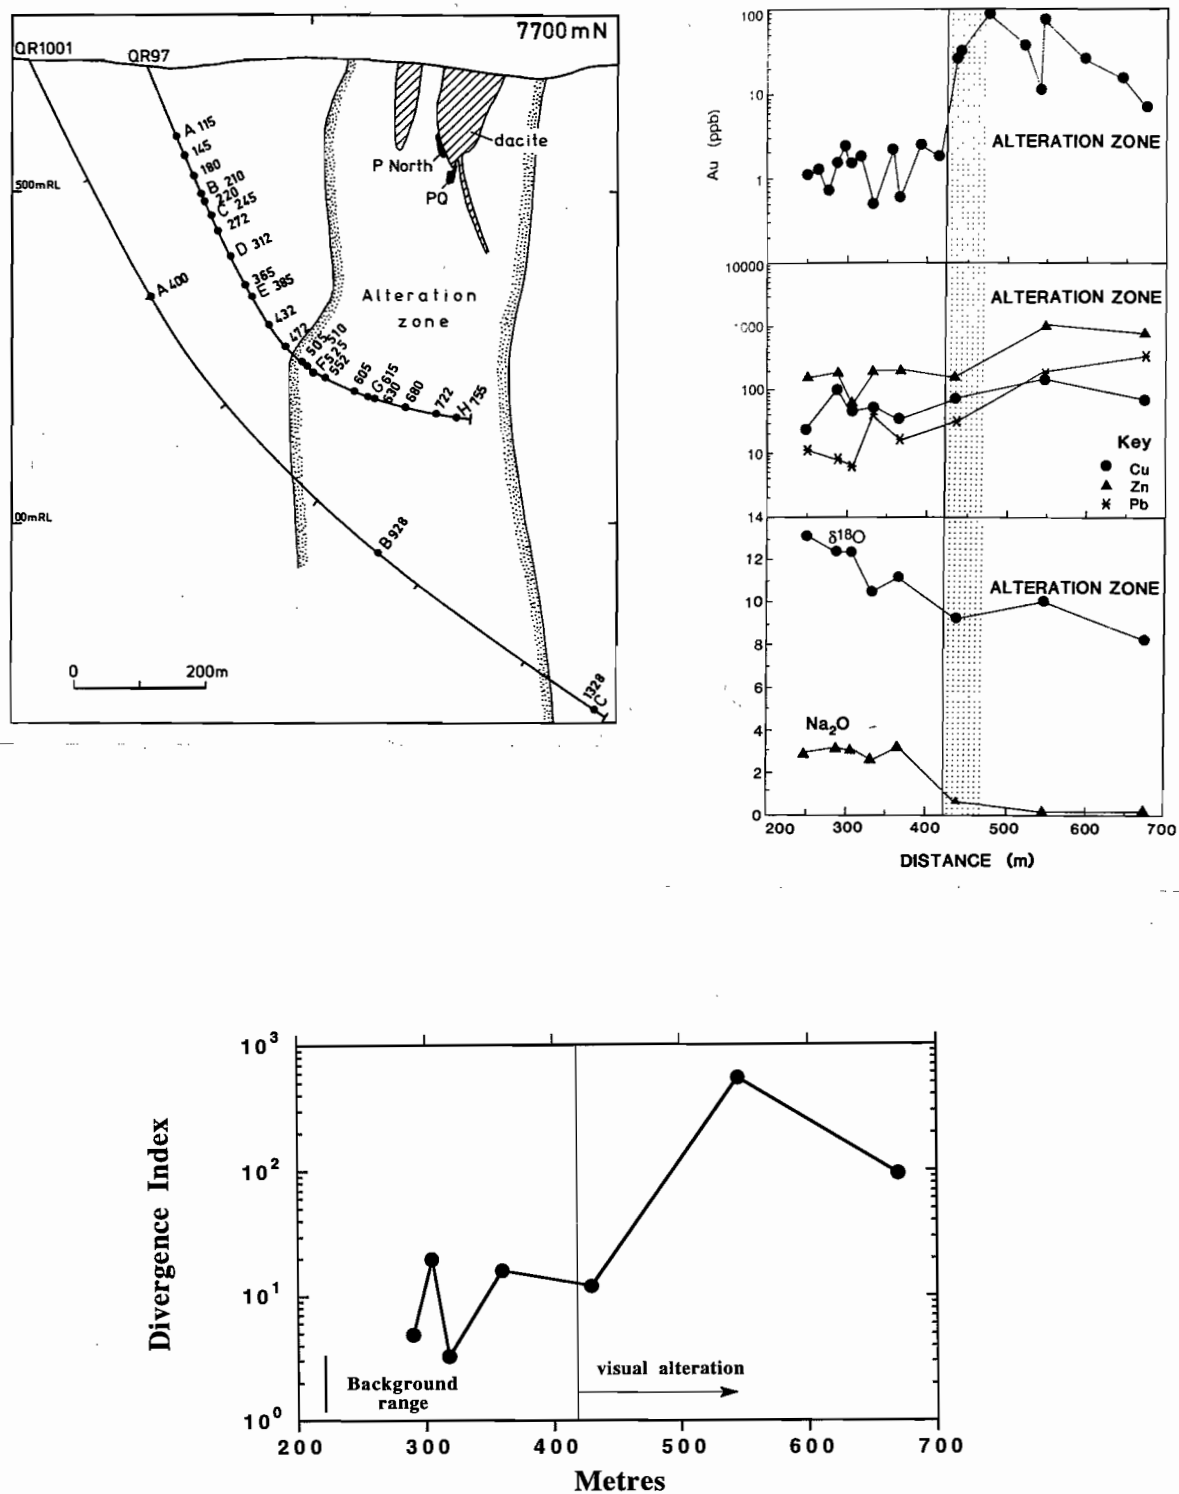 7700mN
QR1001
QR97
A 115
145
180
B 210
220
C 245
272
D 312
365
E 385
432
472
505
510
F 525
552
605
G 615
630
680
722
H 755
500mRL
A 400
Alteration
zone
P North
PQ
dacite
00mRL
B 928
1328
C
0 200m
Au (ppb)
100
10
1
ALTERATION ZONE
10000
1000
100
10
ALTERATION ZONE
Key
Cu
Zn
Pb
14
12
10
8
6
4
2
0
δ18O
ALTERATION ZONE
Na2O
200 300 400 500 600 700
DISTANCE (m)
Divergence Index
10^3
10^2
10^1
10^0
Background
range
visual alteration
200 300 400 500 600 700
Metres